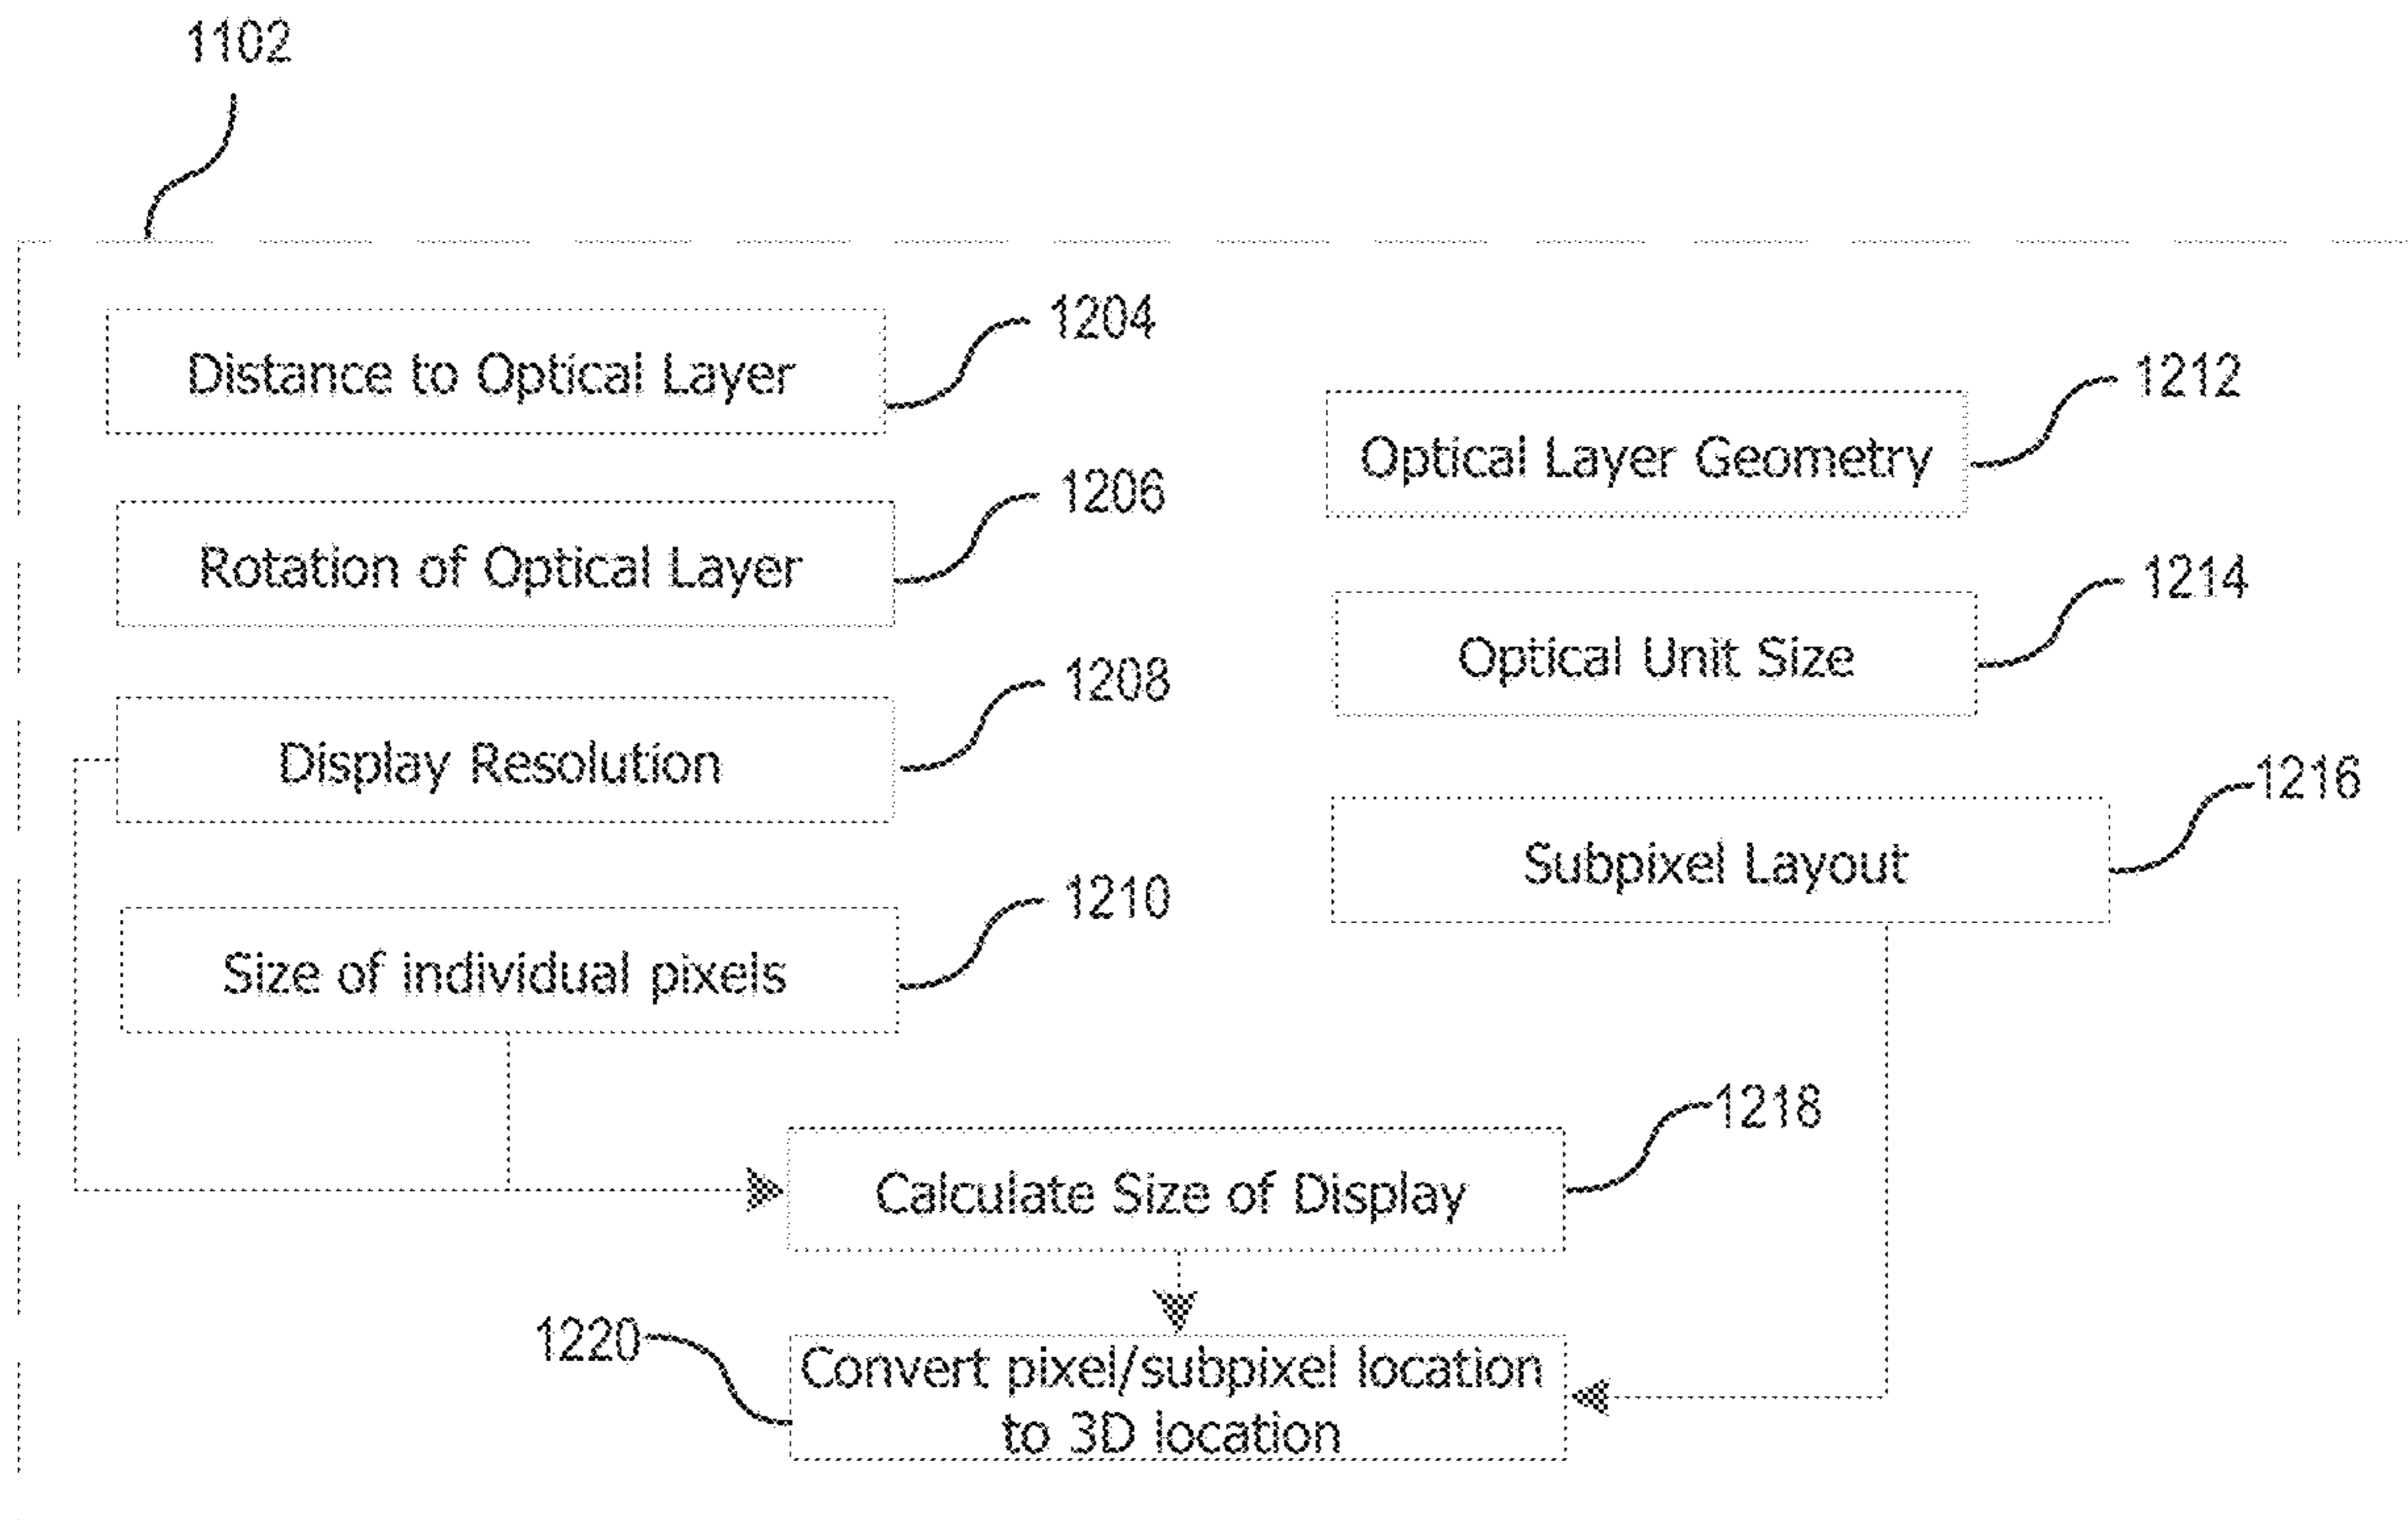 1102
Distance to Optical Layer
1204
Rotation of Optical Layer
1206
Display Resolution
1208
Size of individual pixels
1210
Optical Layer Geometry
1212
Optical Unit Size
1214
Subpixel Layout
1216
Calculate Size of Display
1218
1220
Convert pixel/subpixel location
to 3D location